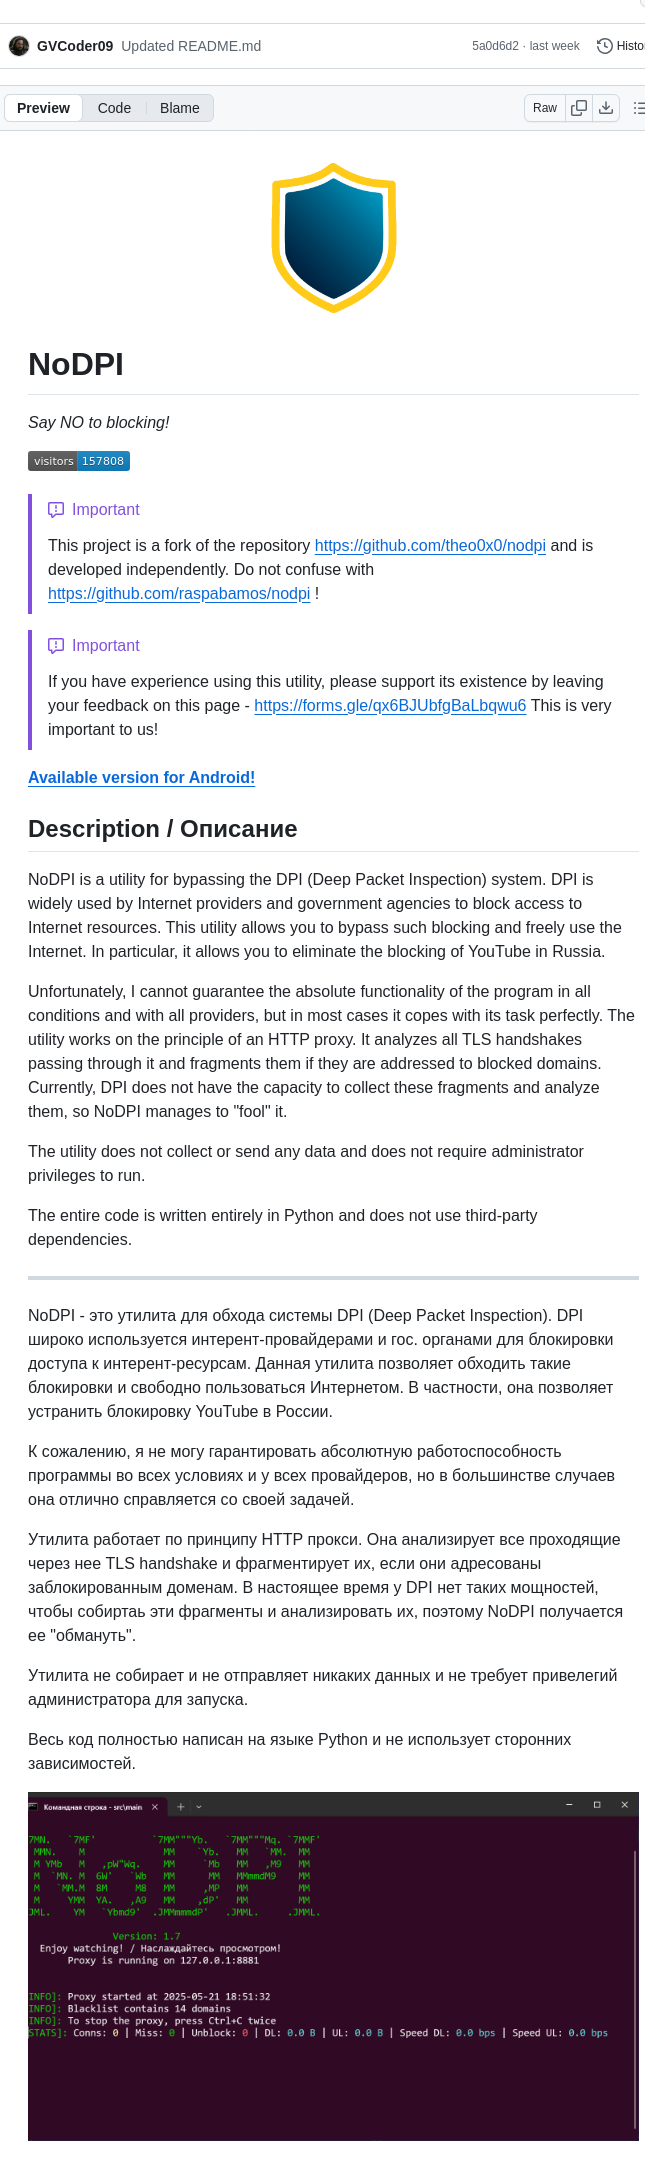 GVCoder09 Updated README.md 5a0d6d2 · last week Histo
Preview Code Blame Raw
NoDPI
Say NO to blocking!
visitors 157808
Important
This project is a fork of the repository https://github.com/theo0x0/nodpi and is
developed independently. Do not confuse with
https://github.com/raspabamos/nodpi !
Important
If you have experience using this utility, please support its existence by leaving
your feedback on this page - https://forms.gle/qx6BJUbfgBaLbqwu6 This is very
important to us!
Available version for Android!
Description / Описание
NoDPI is a utility for bypassing the DPI (Deep Packet Inspection) system. DPI is
widely used by Internet providers and government agencies to block access to
Internet resources. This utility allows you to bypass such blocking and freely use the
Internet. In particular, it allows you to eliminate the blocking of YouTube in Russia.
Unfortunately, I cannot guarantee the absolute functionality of the program in all
conditions and with all providers, but in most cases it copes with its task perfectly. The
utility works on the principle of an HTTP proxy. It analyzes all TLS handshakes
passing through it and fragments them if they are addressed to blocked domains.
Currently, DPI does not have the capacity to collect these fragments and analyze
them, so NoDPI manages to "fool" it.
The utility does not collect or send any data and does not require administrator
privileges to run.
The entire code is written entirely in Python and does not use third-party
dependencies.
NoDPI - это утилита для обхода системы DPI (Deep Packet Inspection). DPI
широко используется интерент-провайдерами и гос. органами для блокировки
доступа к интерент-ресурсам. Данная утилита позволяет обходить такие
блокировки и свободно пользоваться Интернетом. В частности, она позволяет
устранить блокировку YouTube в России.
К сожалению, я не могу гарантировать абсолютную работоспособность
программы во всех условиях и у всех провайдеров, но в большинстве случаев
она отлично справляется со своей задачей.
Утилита работает по принципу HTTP прокси. Она анализирует все проходящие
через нее TLS handshake и фрагментирует их, если они адресованы
заблокированным доменам. В настоящее время у DPI нет таких мощностей,
чтобы собиртаь эти фрагменты и анализировать их, поэтому NoDPI получается
ее "обмануть".
Утилита не собирает и не отправляет никаких данных и не требует привелегий
администратора для запуска.
Весь код полностью написан на языке Python и не использует сторонних
зависимостей.
Командная строка - src\main
Version: 1.7
Enjoy watching! / Наслаждайтесь просмотром!
Proxy is running on 127.0.0.1:8881
INFO]: Proxy started at 2025-05-21 18:51:32
INFO]: Blacklist contains 14 domains
INFO]: To stop the proxy, press Ctrl+C twice
STATS]: Conns: 0 | Miss: 0 | Unblock: 0 | DL: 0.0 B | UL: 0.0 B | Speed DL: 0.0 bps | Speed UL: 0.0 bps